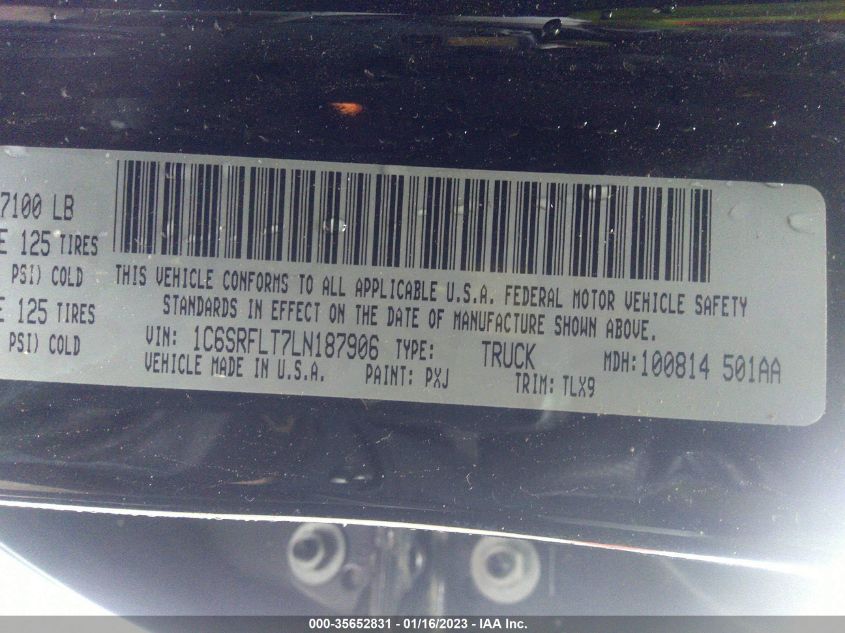 7100 LB
E 125 TIRES
PSI) COLD
E 125 TIRES
PSI) COLD
THIS VEHICLE CONFORMS TO ALL APPLICABLE U.S.A. FEDERAL MOTOR VEHICLE SAFETY
STANDARDS IN EFFECT ON THE DATE OF MANUFACTURE SHOWN ABOVE.
VIN: 1C6SRFLT7LN187906 TYPE: TRUCK MDH: 100814 501AA
VEHICLE MADE IN U.S.A. PAINT: PXJ TRIM: TLX9
000-35652831 - 01/16/2023 - IAA Inc.